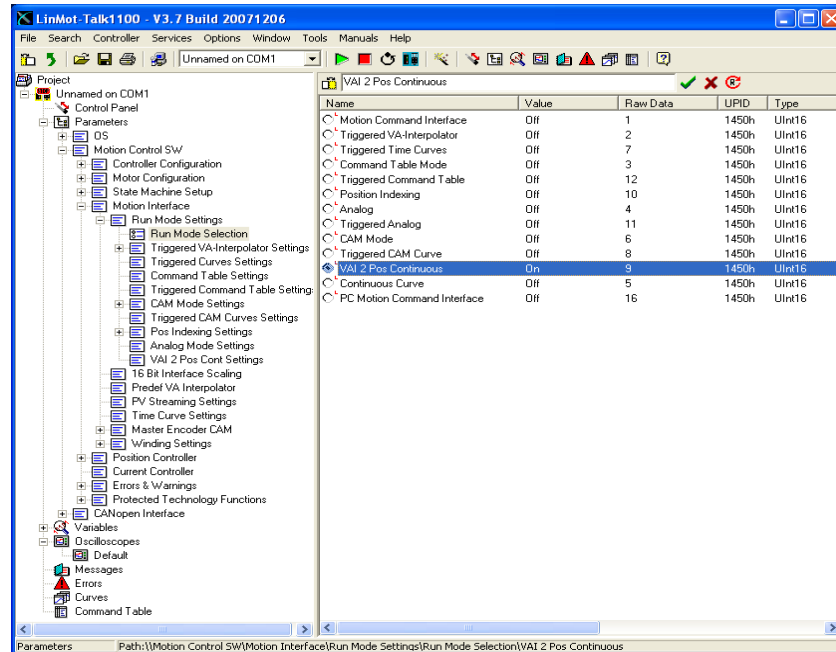 LinMot-Talk1100 - V3.7 Build 20071206
File Search Controller Services Options Window Tools Manuals Help
Unnamed on COM1
Project
Unnamed on COM1
Control Panel
Parameters
OS
Motion Control SW
Controller Configuration
Motor Configuration
State Machine Setup
Motion Interface
Run Mode Settings
Run Mode Selection
Triggered VA-Interpolator Settings
Triggered Curves Settings
Command Table Settings
Triggered Command Table Setting
CAM Mode Settings
Triggered CAM Curves Settings
Pos Indexing Settings
Analog Mode Settings
VAI 2 Pos Cont Settings
16 Bit Interface Scaling
Predef VA Interpolator
PV Streaming Settings
Time Curve Settings
Master Encoder CAM
Winding Settings
Position Controller
Current Controller
Errors & Warnings
Protected Technology Functions
CANopen Interface
Variables
Oscilloscopes
Default
Messages
Errors
Curves
Command Table
VAI 2 Pos Continuous
Name Value Raw Data UPID Type
Motion Command Interface Off 1 1450h UInt16
Triggered VA-Interpolator Off 2 1450h UInt16
Triggered Time Curves Off 7 1450h UInt16
Command Table Mode Off 3 1450h UInt16
Triggered Command Table Off 12 1450h UInt16
Position Indexing Off 10 1450h UInt16
Analog Off 4 1450h UInt16
Triggered Analog Off 11 1450h UInt16
CAM Mode Off 6 1450h UInt16
Triggered CAM Curve Off 8 1450h UInt16
VAI 2 Pos Continuous On 9 1450h UInt16
Continuous Curve Off 5 1450h UInt16
PC Motion Command Interface Off 16 1450h UInt16
Parameters Path:\\Motion Control SW\Motion Interface\Run Mode Settings\Run Mode Selection\VAI 2 Pos Continuous